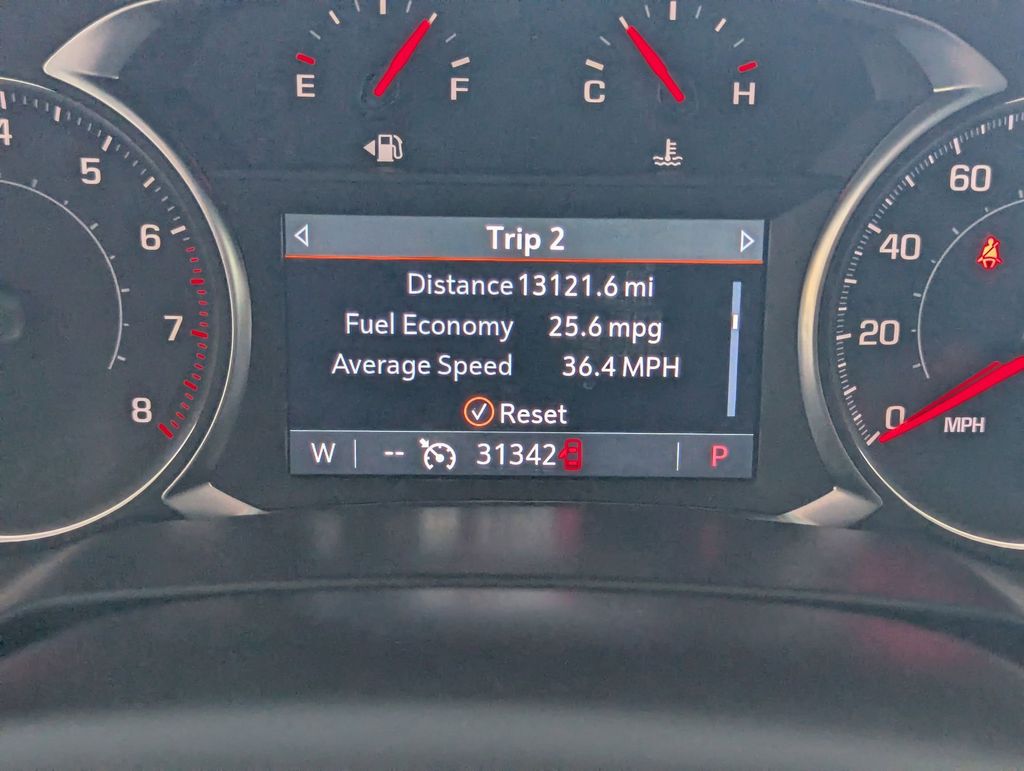 E F C H
4 5 6 7 8
60 40 20 0 MPH
Trip 2
Distance 13121.6 mi
Fuel Economy 25.6 mpg
Average Speed 36.4 MPH
Reset
W -- 31342 P